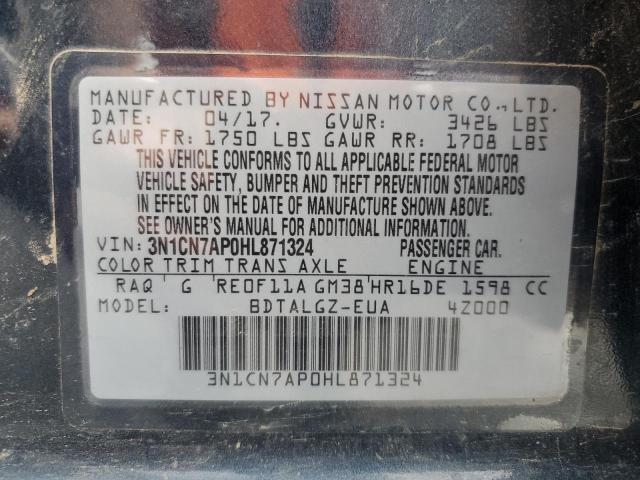 MANUFACTURED BY NISSAN MOTOR CO.,LTD.
DATE: 04/17. GVWR: 3426 LBS
GAWR FR: 1750 LBS GAWR RR: 1708 LBS
THIS VEHICLE CONFORMS TO ALL APPLICABLE FEDERAL MOTOR
VEHICLE SAFETY, BUMPER AND THEFT PREVENTION STANDARDS
IN EFFECT ON THE DATE OF MANUFACTURE SHOWN ABOVE.
SEE OWNER'S MANUAL FOR ADDITIONAL INFORMATION.
VIN: 3N1CN7AP0HL871324 PASSENGER CAR.
COLOR TRIM TRANS AXLE ENGINE
RAQ G RE0F11A GM38 HR16DE 1598 CC
MODEL: BDTALGZ-EUA 4Z000
3N1CN7AP0HL871324